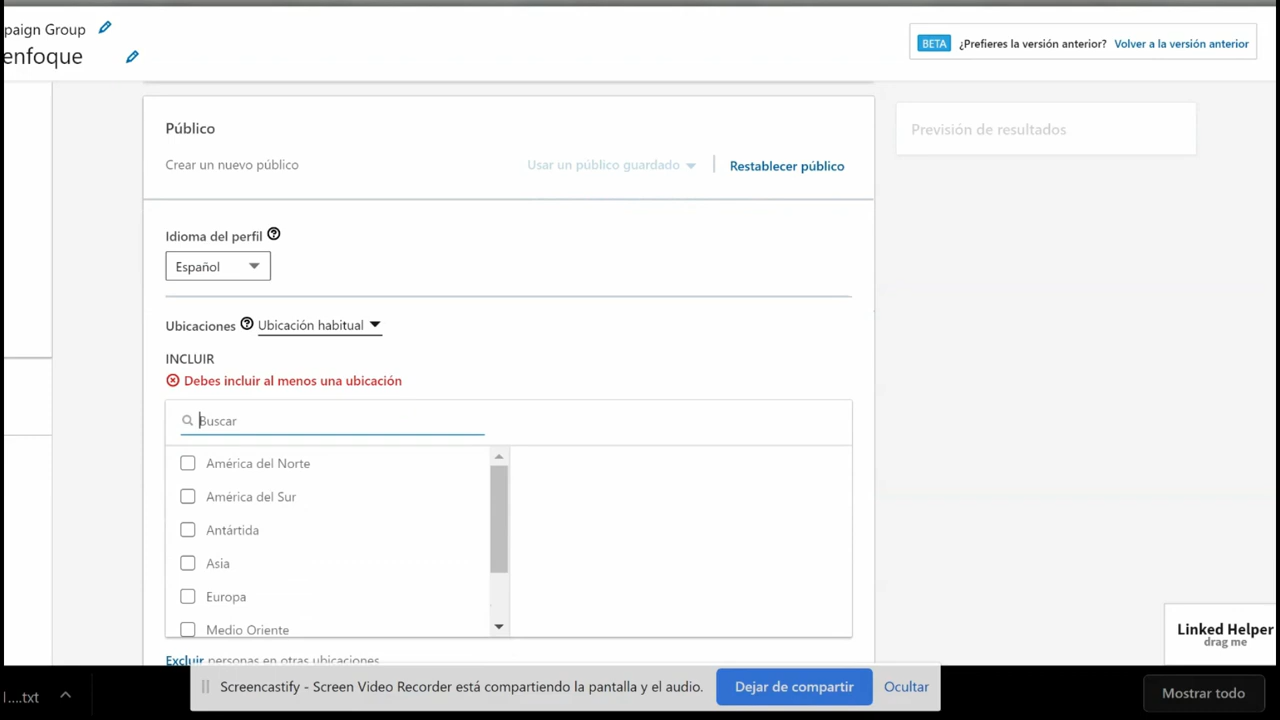 paign Group
enfoque
BETA ¿Prefieres la versión anterior? Volver a la versión anterior
Público
Crear un nuevo público
Usar un público guardado
Restablecer público
Previsión de resultados
Idioma del perfil
Español
Ubicaciones Ubicación habitual
INCLUIR
Debes incluir al menos una ubicación
Buscar
América del Norte
América del Sur
Antártida
Asia
Europa
Medio Oriente
Excluir personas en otras ubicaciones
Linked Helper
drag me
Screencastify - Screen Video Recorder está compartiendo la pantalla y el audio.
Dejar de compartir
Ocultar
l....txt
Mostrar todo